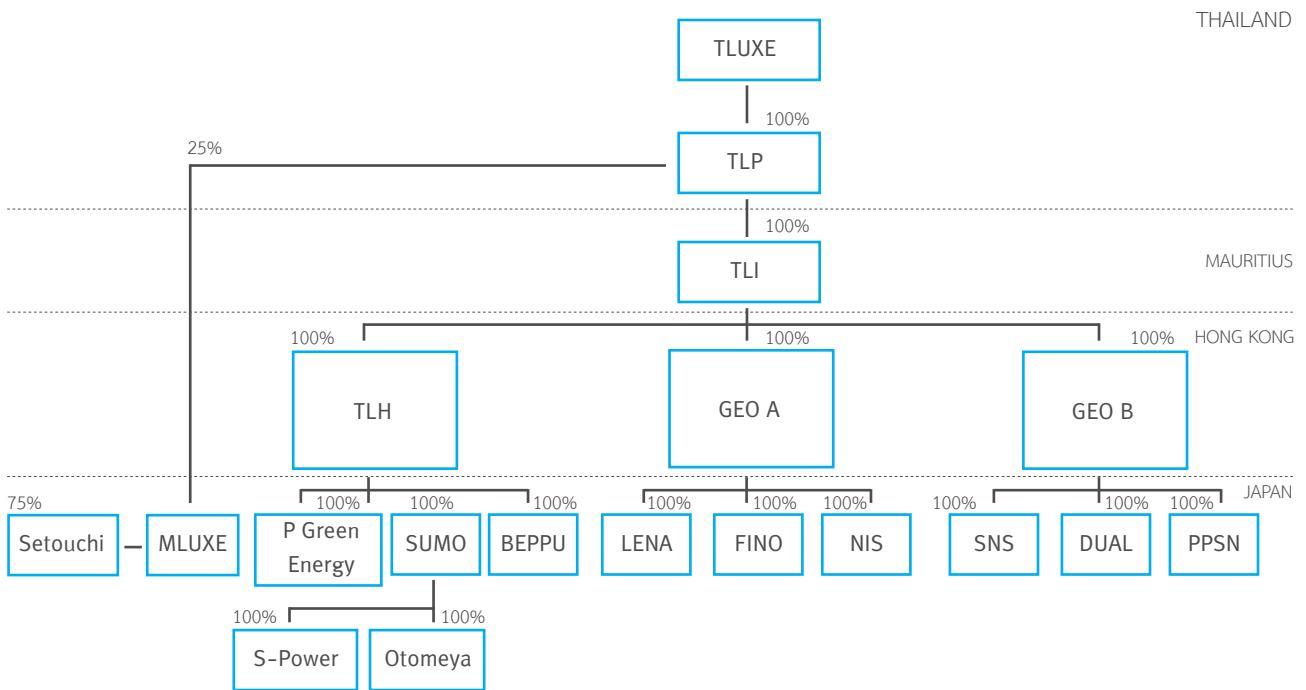 THAILAND
TLUXE
100%
25%
TLP
100%
MAURITIUS
TLI
100%
100%
100%
HONG KONG
TLH
GEO A
GEO B
JAPAN
75%
100%
100%
100%
100%
100%
100%
100%
100%
100%
Setouchi
MLUXE
P Green
Energy
SUMO
BEPPU
LENA
FINO
NIS
SNS
DUAL
PPSN
100%
100%
S-Power
Otomeya